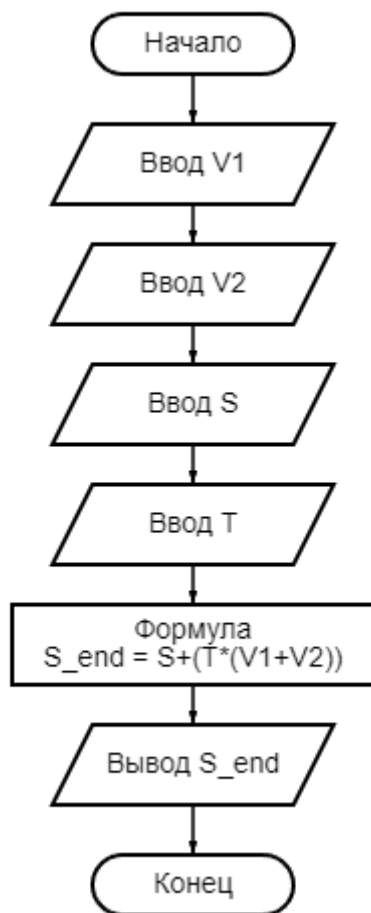 Начало
Ввод V1
Ввод V2
Ввод S
Ввод T
Формула
S_end = S+(T*(V1+V2))
Вывод S_end
Конец